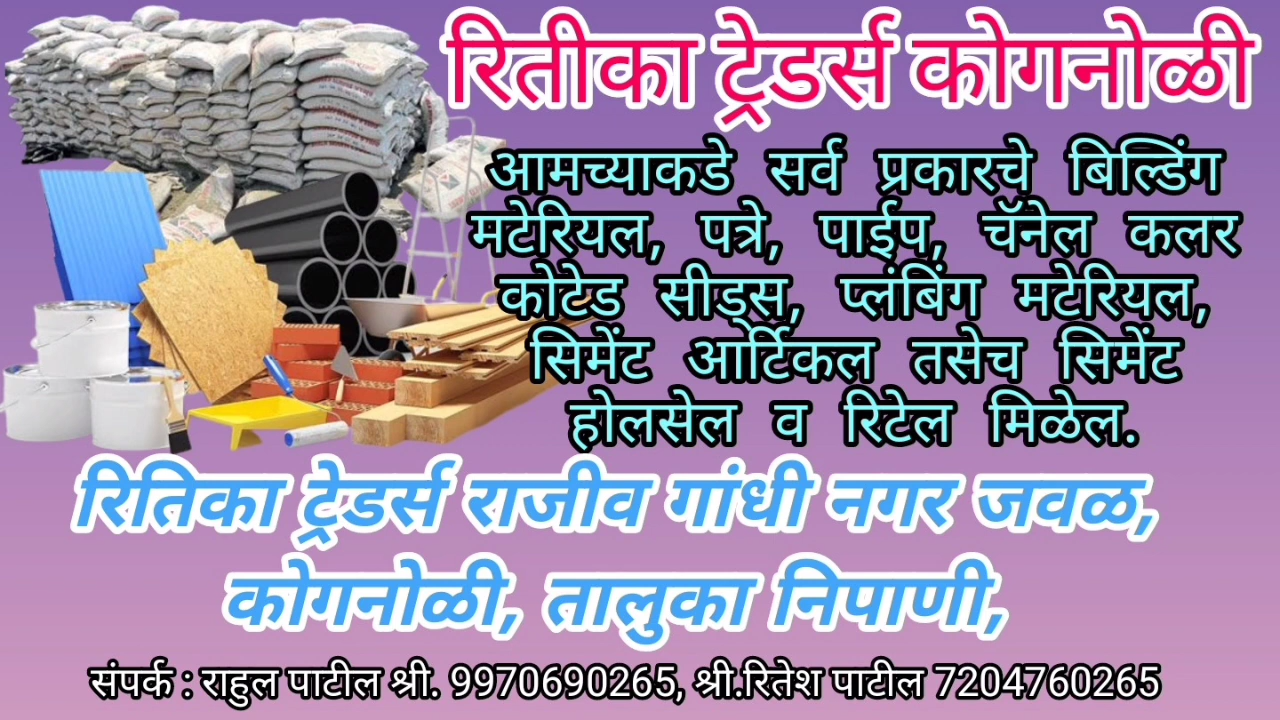 रितीका ट्रेडर्स कोगनोळी
आमच्याकडे सर्व प्रकारचे बिल्डिंग
मटेरियल, पत्रे, पाईप, चॅनेल कलर
कोटेड सीड्स, प्लंबिंग मटेरियल,
सिमेंट आर्टिकल तसेच सिमेंट
होलसेल व रिटेल मिळेल.
रितिका ट्रेडर्स राजीव गांधी नगर जवळ,
कोगनोळी, तालुका निपाणी,
संपर्क : राहुल पाटील श्री. 9970690265, श्री.रितेश पाटील 7204760265